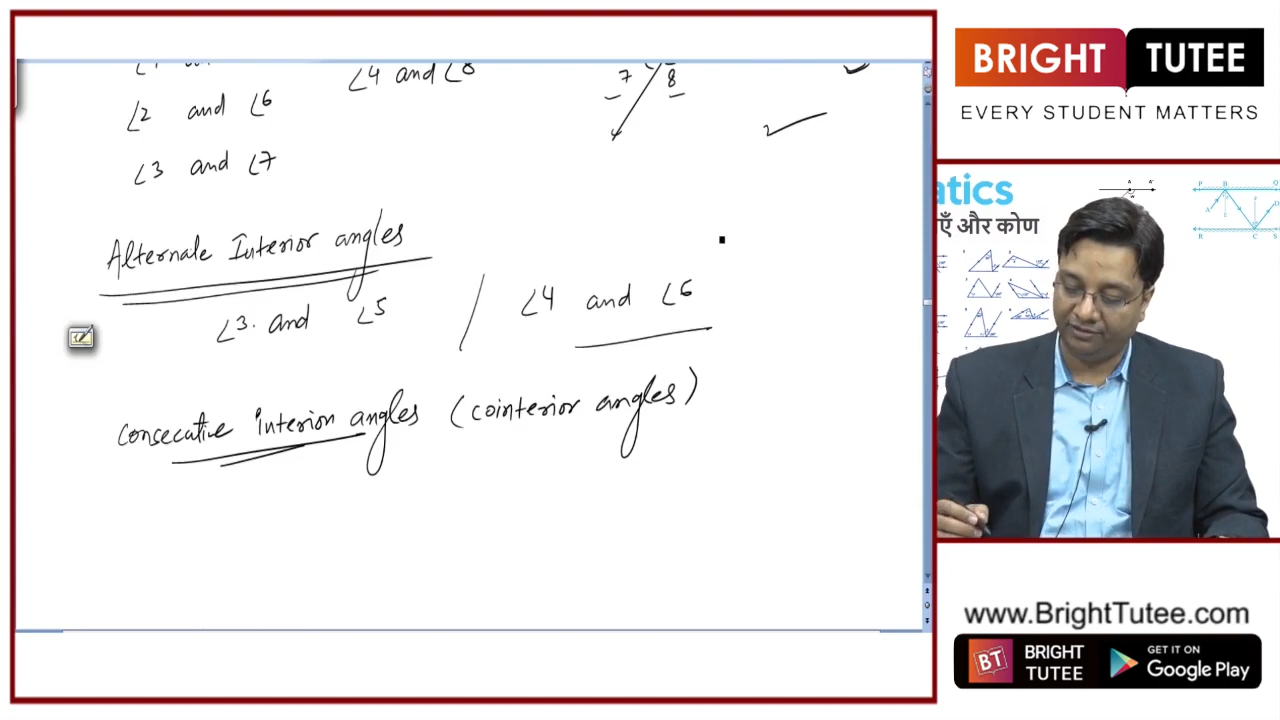 ∠4 and ∠8
7 8
∠2 and ∠6
∠3 and ∠7
Alternale Interior angles
∠3. and ∠5 / ∠4 and ∠6
consecutive interion angles (cointerior angles)
BRIGHT TUTEE
EVERY STUDENT MATTERS
atics
एँ और कोण
P B Q
A D
R C S
www.BrightTutee.com
BT BRIGHT TUTEE
GET IT ON
Google Play